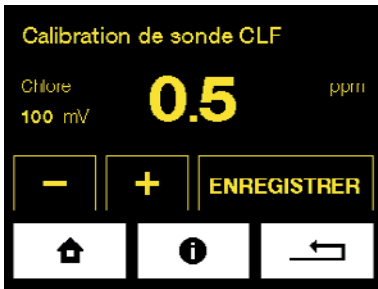 Calibration de sonde CLF
Chlore 0.5 ppm
100 mV
− + ENREGISTRER